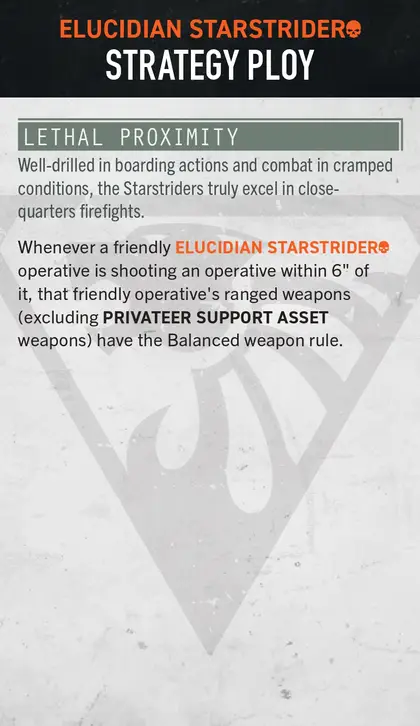 ELUCIDIAN STARSTRIDER
STRATEGY PLOY
LETHAL PROXIMITY
Well-drilled in boarding actions and combat in cramped
conditions, the Starstriders truly excel in close-
quarters firefights.
Whenever a friendly ELUCIDIAN STARSTRIDER
operative is shooting an operative within 6" of
it, that friendly operative's ranged weapons
(excluding PRIVATEER SUPPORT ASSET
weapons) have the Balanced weapon rule.